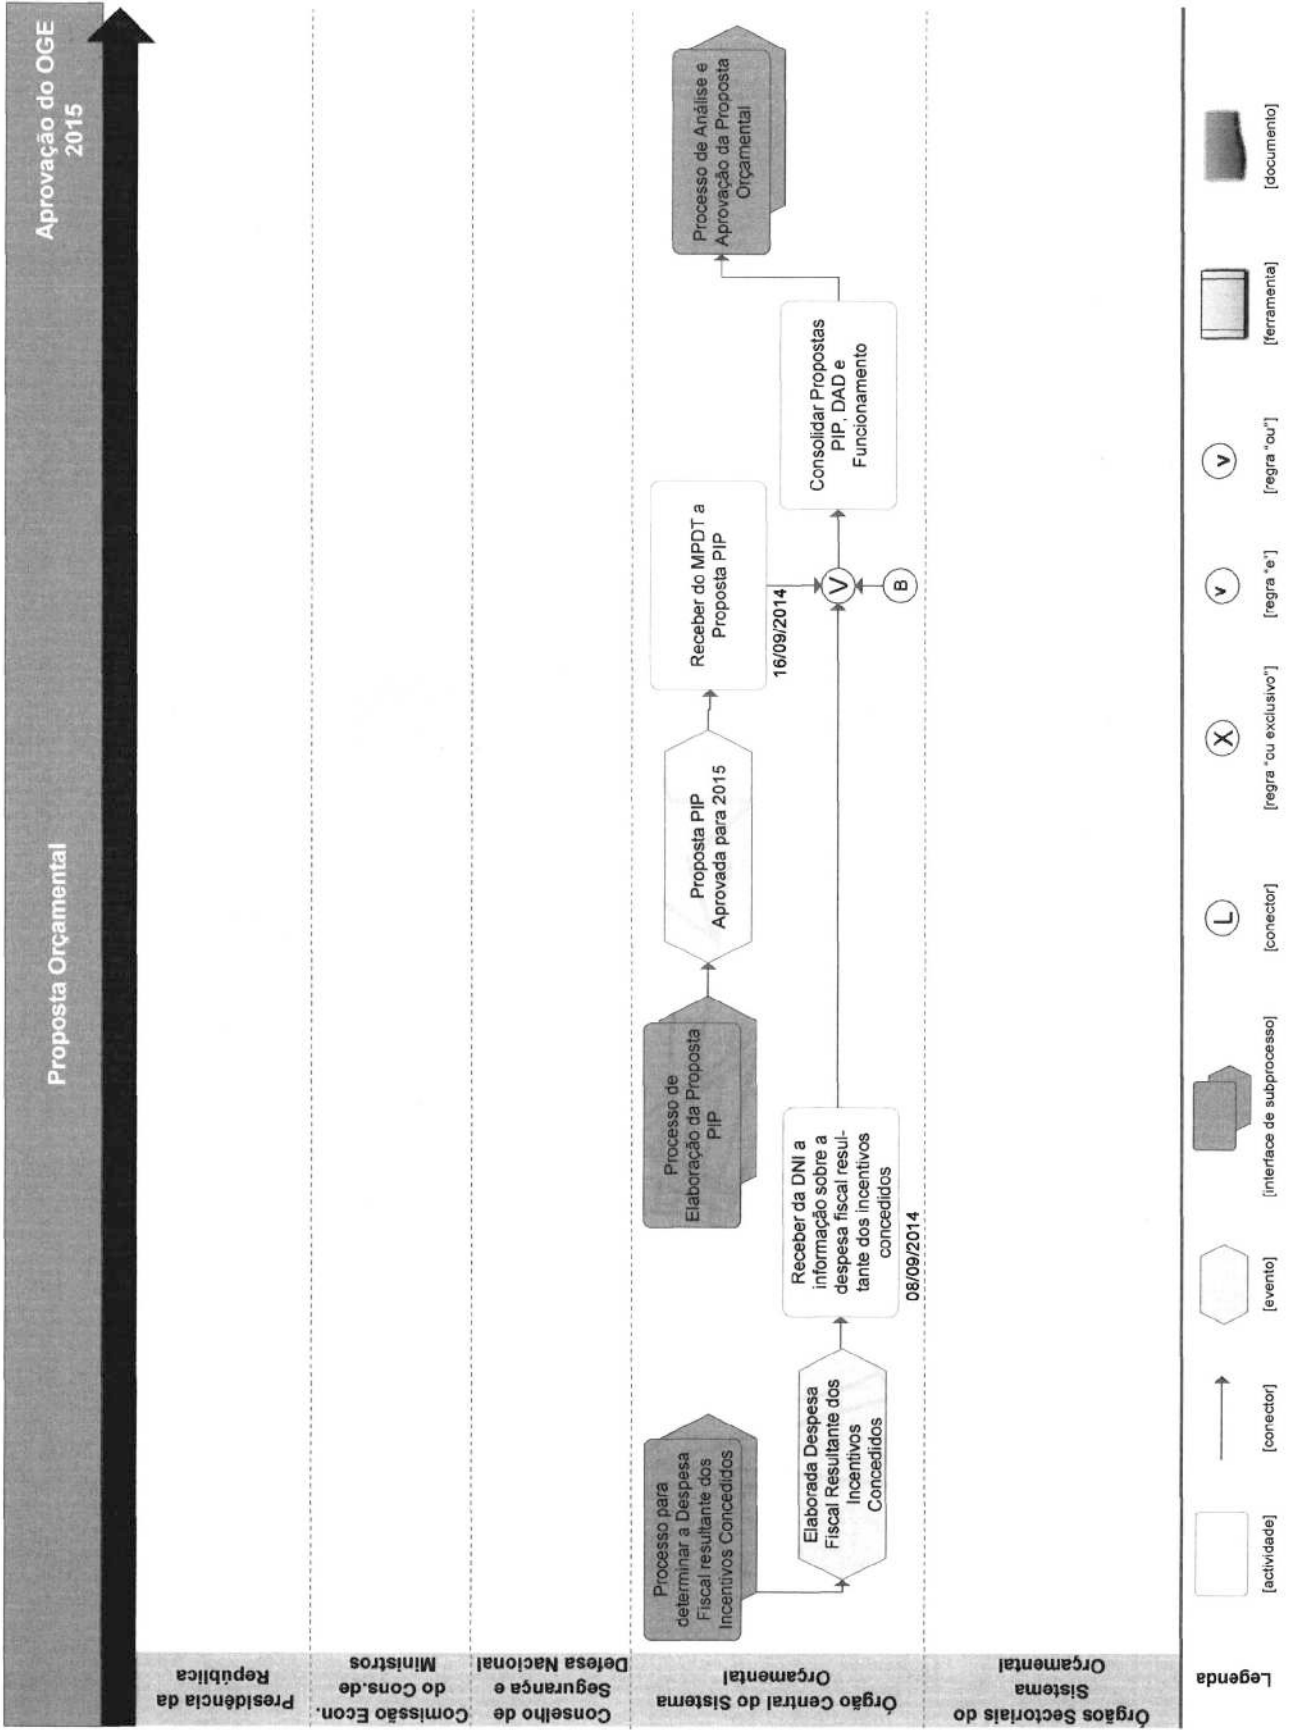 Proposta Orçamental
Aprovação do OGE
2015
Presidência da
República
Comissão Econ.
do Cons.de
Ministros
Conselho de
Segurança e
Defesa Nacional
Órgão Central do Sistema
Orçamental
Processo para
determinar a Despesa
Fiscal resultante dos
Incentivos Concedidos
Elaborada Despesa
Fiscal Resultante dos
Incentivos
Concedidos
Receber da DNI a
informação sobre a
despesa fiscal resul-
tante dos incentivos
concedidos
08/09/2014
Processo de
Elaboração da Proposta
PIP
Proposta PIP
Aprovada para 2015
Receber do MPDT a
Proposta PIP
16/09/2014
V
B
Consolidar Propostas
PIP, DAD e
Funcionamento
Processo de Análise e
Aprovação da Proposta
Orçamental
Órgãos Sectoriais do
Sistema
Orçamental
Legenda
[actividade]
[conector]
[evento]
[interface de subprocesso]
L
[conector]
X
[regra "ou exclusivo"]
v
[regra "e"]
v
[regra "ou"]
[ferramenta]
[documento]